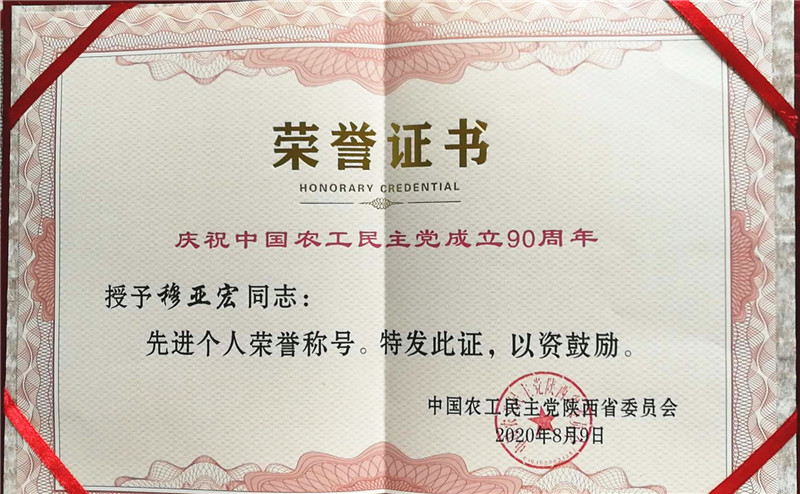 荣誉证书
HONORARY CREDENTIAL
庆祝中国农工民主党成立90周年
授予穆亚宏同志：
先进个人荣誉称号。特发此证，以资鼓励。
中国农工民主党陕西省委员会
2020年8月9日